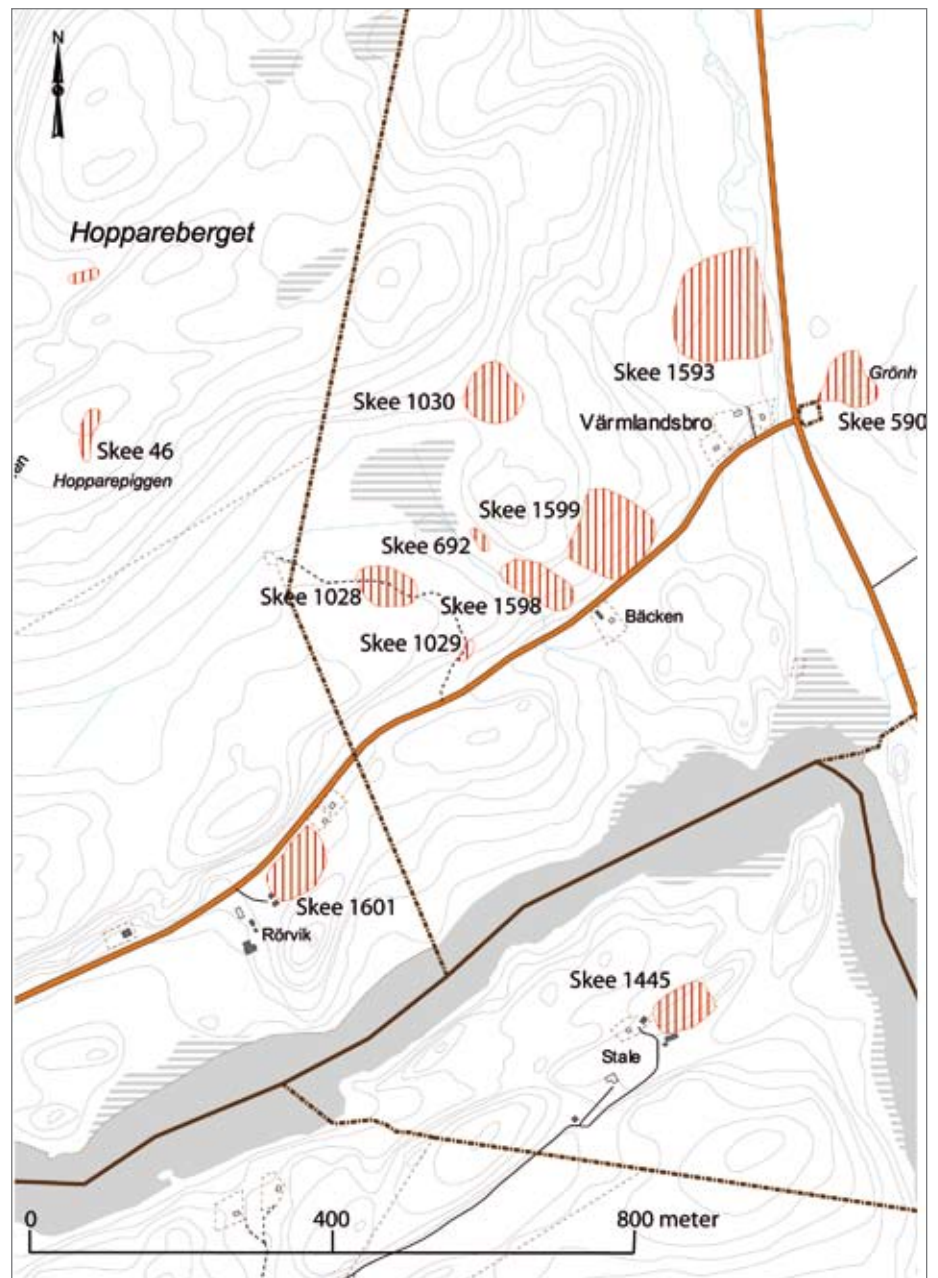 N
Hoppareberget
Skee 1593
Grönh
Skee 1030
Värmlandsbro
Skee 590
Skee 46
Hopparepiggen
en
Skee 1599
Skee 692
Skee 1028
Skee 1598
Bäcken
Skee 1029
Skee 1601
Rörvik
Skee 1445
Stale
0
400
800 meter